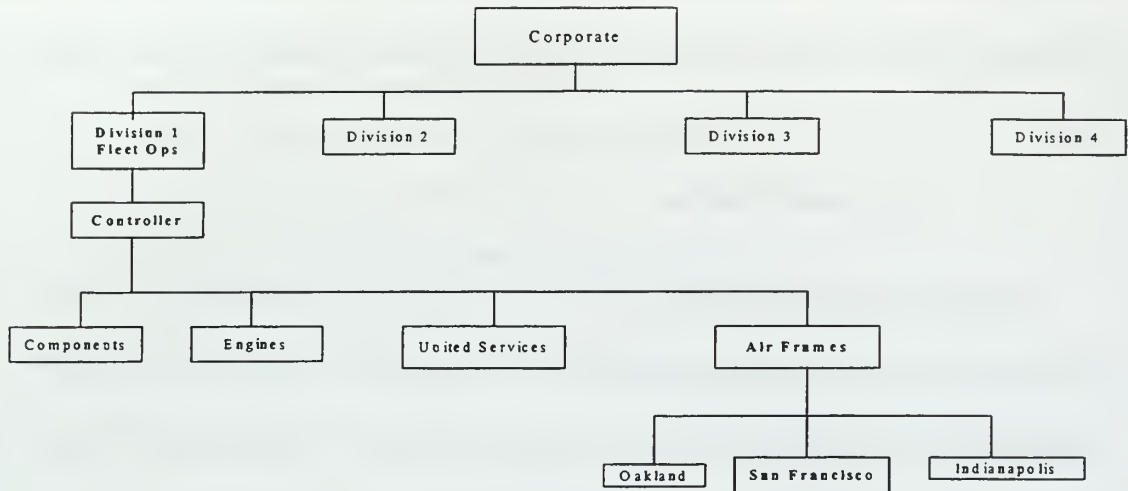 Corporate
Division 1
Fleet Ops
Division 2
Division 3
Division 4
Controller
Components
Engines
United Services
Air Frames
Oakland
San Francisco
Indianapolis